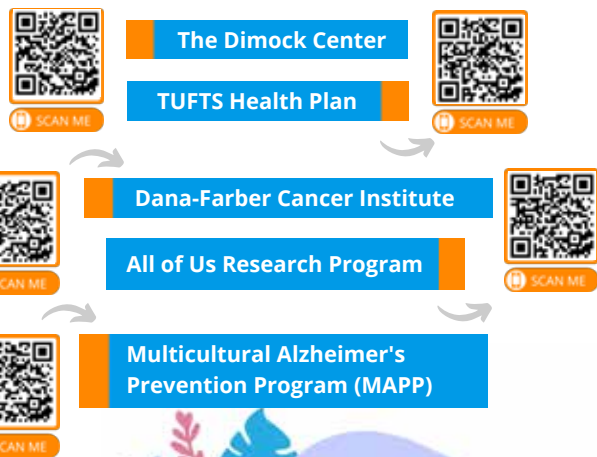 The Dimock Center
SCAN ME
TUFTS Health Plan
SCAN ME
Dana-Farber Cancer Institute
SCAN ME
All of Us Research Program
SCAN ME
Multicultural Alzheimer's
Prevention Program (MAPP)
CAN ME